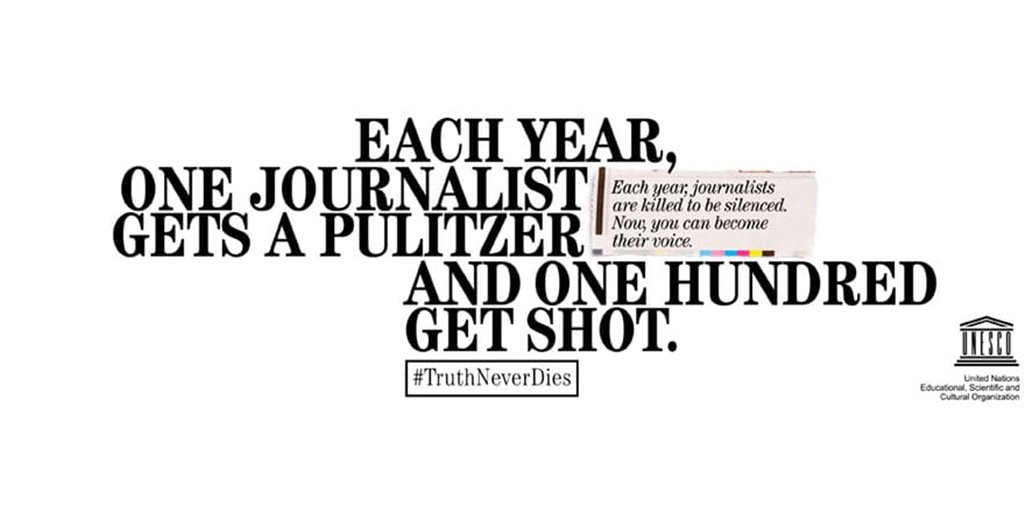 EACH YEAR,
ONE JOURNALIST
GETS A PULITZER
Each year, journalists
are killed to be silenced.
Now, you can become
their voice.
AND ONE HUNDRED
GET SHOT.
#TruthNeverDies
UNESCO
United Nations
Educational, Scientific and
Cultural Organization